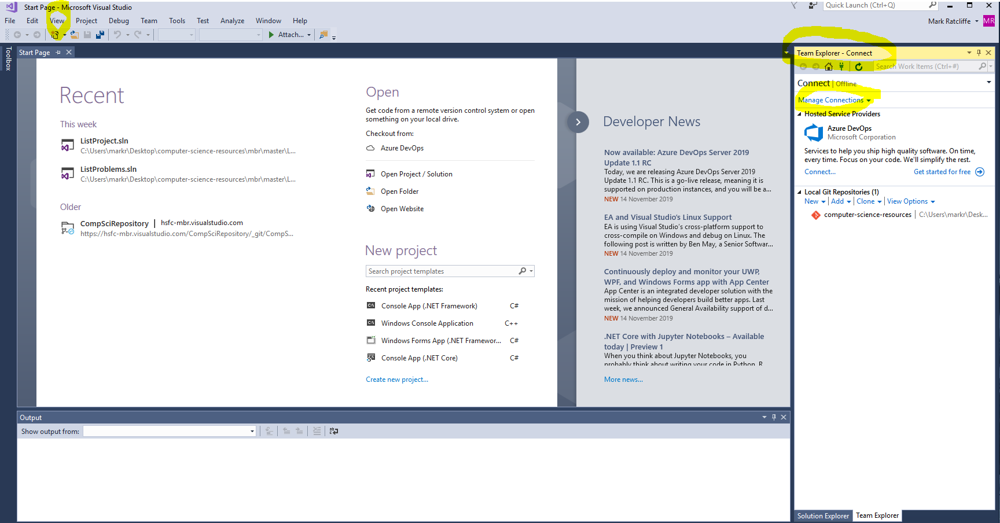 Start Page - Microsoft Visual Studio
Quick Launch (Ctrl+Q)
File Edit View Project Debug Team Tools Test Analyze Window Help
Mark Ratcliffe MR
Attach...
Toolbox
Start Page
Recent
This week
ListProject.sln
C:\Users\markr\Desktop\computer-science-resources\mbr\master\L...
ListProblems.sln
C:\Users\markr\Desktop\computer-science-resources\mbr\master\L...
Older
CompSciRepository | hsfc-mbr.visualstudio.com
https://hsfc-mbr.visualstudio.com/CompSciRepository/_git/CompS...
Open
Get code from a remote version control system or open
something on your local drive.
Checkout from:
Azure DevOps
Open Project / Solution
Open Folder
Open Website
New project
Search project templates
Recent project templates:
Console App (.NET Framework) C#
Windows Console Application C++
Windows Forms App (.NET Framewor... C#
Console App (.NET Core) C#
Create new project...
Developer News
Now available: Azure DevOps Server 2019
Update 1.1 RC
Today, we are releasing Azure DevOps Server 2019
Update 1.1 RC. This is a go-live release, meaning it is
supported on production instances, and you will be a...
NEW 14 November 2019
EA and Visual Studio's Linux Support
EA is using Visual Studio's cross-platform support to
cross-compile on Windows and debug on Linux. The
following post is written by Ben May, a Senior Softwar...
NEW 14 November 2019
Continuously deploy and monitor your UWP,
WPF, and Windows Forms app with App Center
App Center is an integrated developer solution with the
mission of helping developers build better apps. Last
week, we announced General Availability support of d...
NEW 14 November 2019
.NET Core with Jupyter Notebooks – Available
today | Preview 1
When you think about Jupyter Notebooks, you
probably think about writing your code in Python, R
More news...
Team Explorer - Connect
Search Work Items (Ctrl+#)
Connect | Offline
Manage Connections
Hosted Service Providers
Azure DevOps
Microsoft Corporation
Services to help you ship high quality software. On time,
every time. Focus on your code. We'll simplify the rest.
Connect... Get started for free
Local Git Repositories (1)
New | Add | Clone | View Options
computer-science-resources | C:\Users\markr\Desk...
Solution Explorer Team Explorer
Output
Show output from: